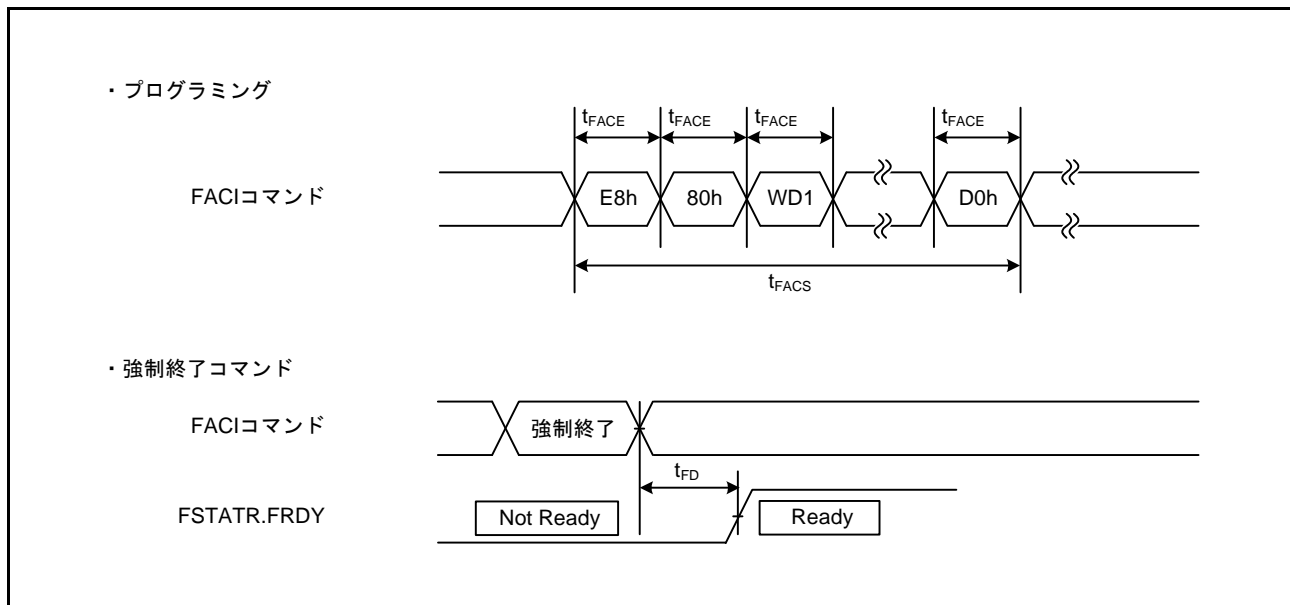 ・プログラミング
tFACE tFACE tFACE tFACE
FACIコマンド E8h 80h WD1 D0h
tFACS
・強制終了コマンド
FACIコマンド 強制終了
tFD
FSTATR.FRDY Not Ready Ready